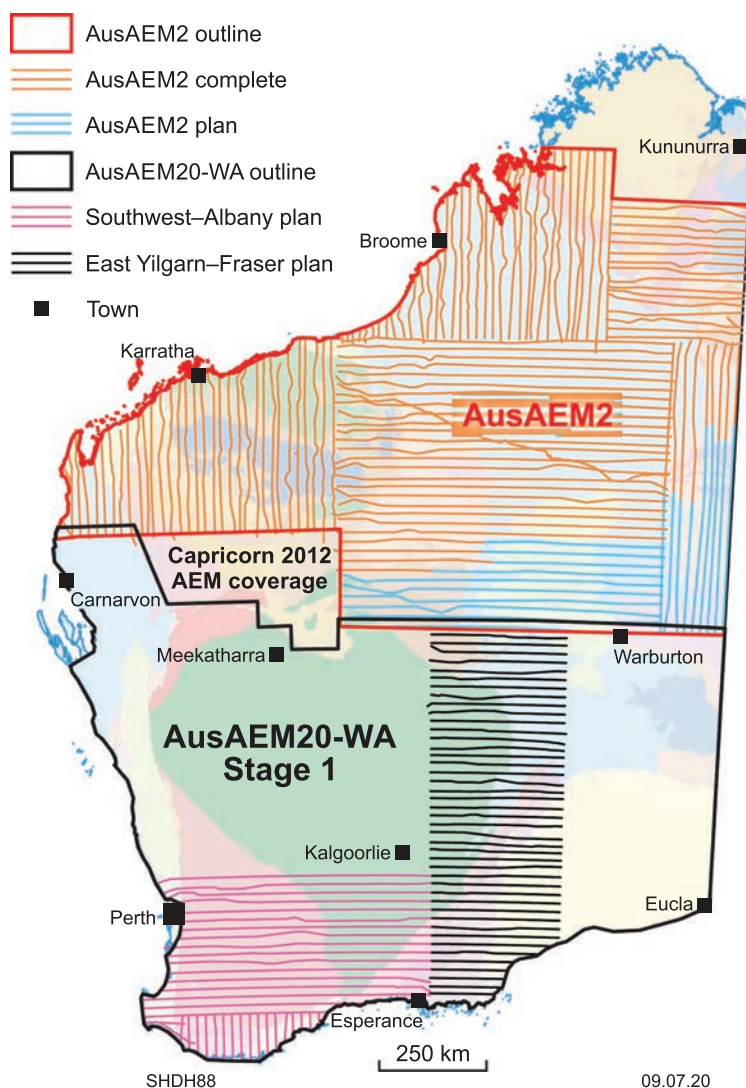 AusAEM2 outline
AusAEM2 complete
AusAEM2 plan
AusAEM20-WA outline
Southwest–Albany plan
East Yilgarn–Fraser plan
Town
Kununurra
Broome
Karratha
AusAEM2
Capricorn 2012
AEM coverage
Carnarvon
Meekatharra
Warburton
AusAEM20-WA
Stage 1
Kalgoorlie
Perth
Eucla
Esperance
250 km
SHDH88
09.07.20